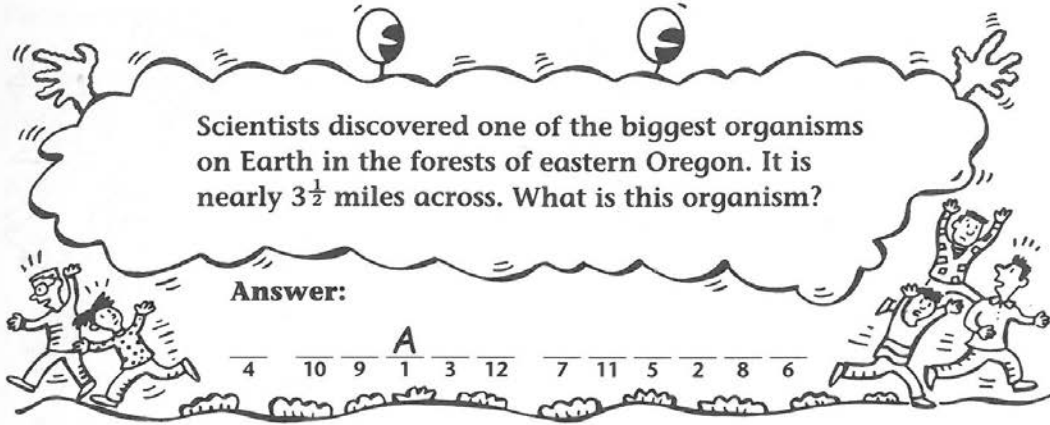 Scientists discovered one of the biggest organisms
on Earth in the forests of eastern Oregon. It is
nearly 3½ miles across. What is this organism?
Answer:
A
4 10 9 1 3 12 7 11 5 2 8 6